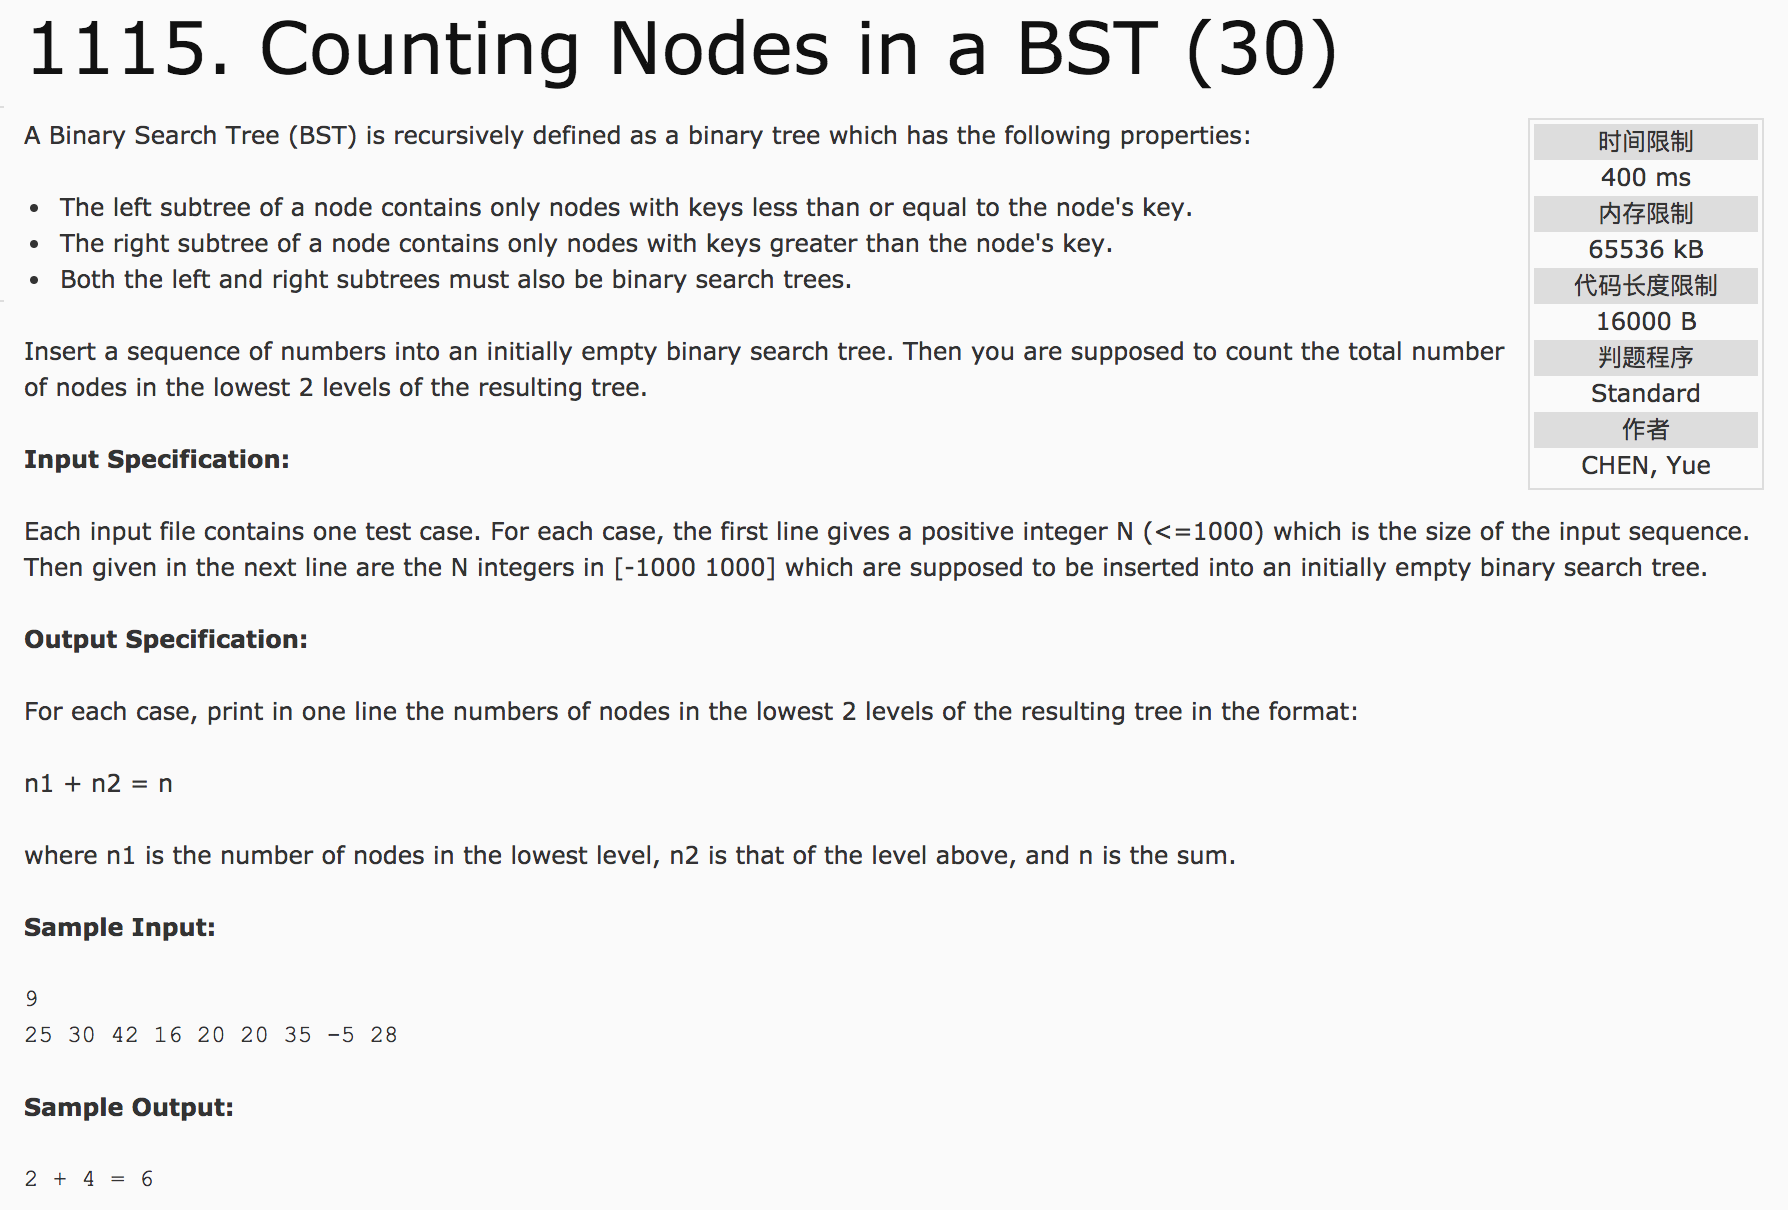 1115. Counting Nodes in a BST (30)
A Binary Search Tree (BST) is recursively defined as a binary tree which has the following properties:
• The left subtree of a node contains only nodes with keys less than or equal to the node's key.
• The right subtree of a node contains only nodes with keys greater than the node's key.
• Both the left and right subtrees must also be binary search trees.
Insert a sequence of numbers into an initially empty binary search tree. Then you are supposed to count the total number
of nodes in the lowest 2 levels of the resulting tree.
时间限制
400 ms
内存限制
65536 kB
代码长度限制
16000 B
判题程序
Standard
作者
CHEN, Yue
Input Specification:
Each input file contains one test case. For each case, the first line gives a positive integer N (<=1000) which is the size of the input sequence.
Then given in the next line are the N integers in [-1000 1000] which are supposed to be inserted into an initially empty binary search tree.
Output Specification:
For each case, print in one line the numbers of nodes in the lowest 2 levels of the resulting tree in the format:
n1 + n2 = n
where n1 is the number of nodes in the lowest level, n2 is that of the level above, and n is the sum.
Sample Input:
9
25 30 42 16 20 20 35 -5 28
Sample Output:
2 + 4 = 6